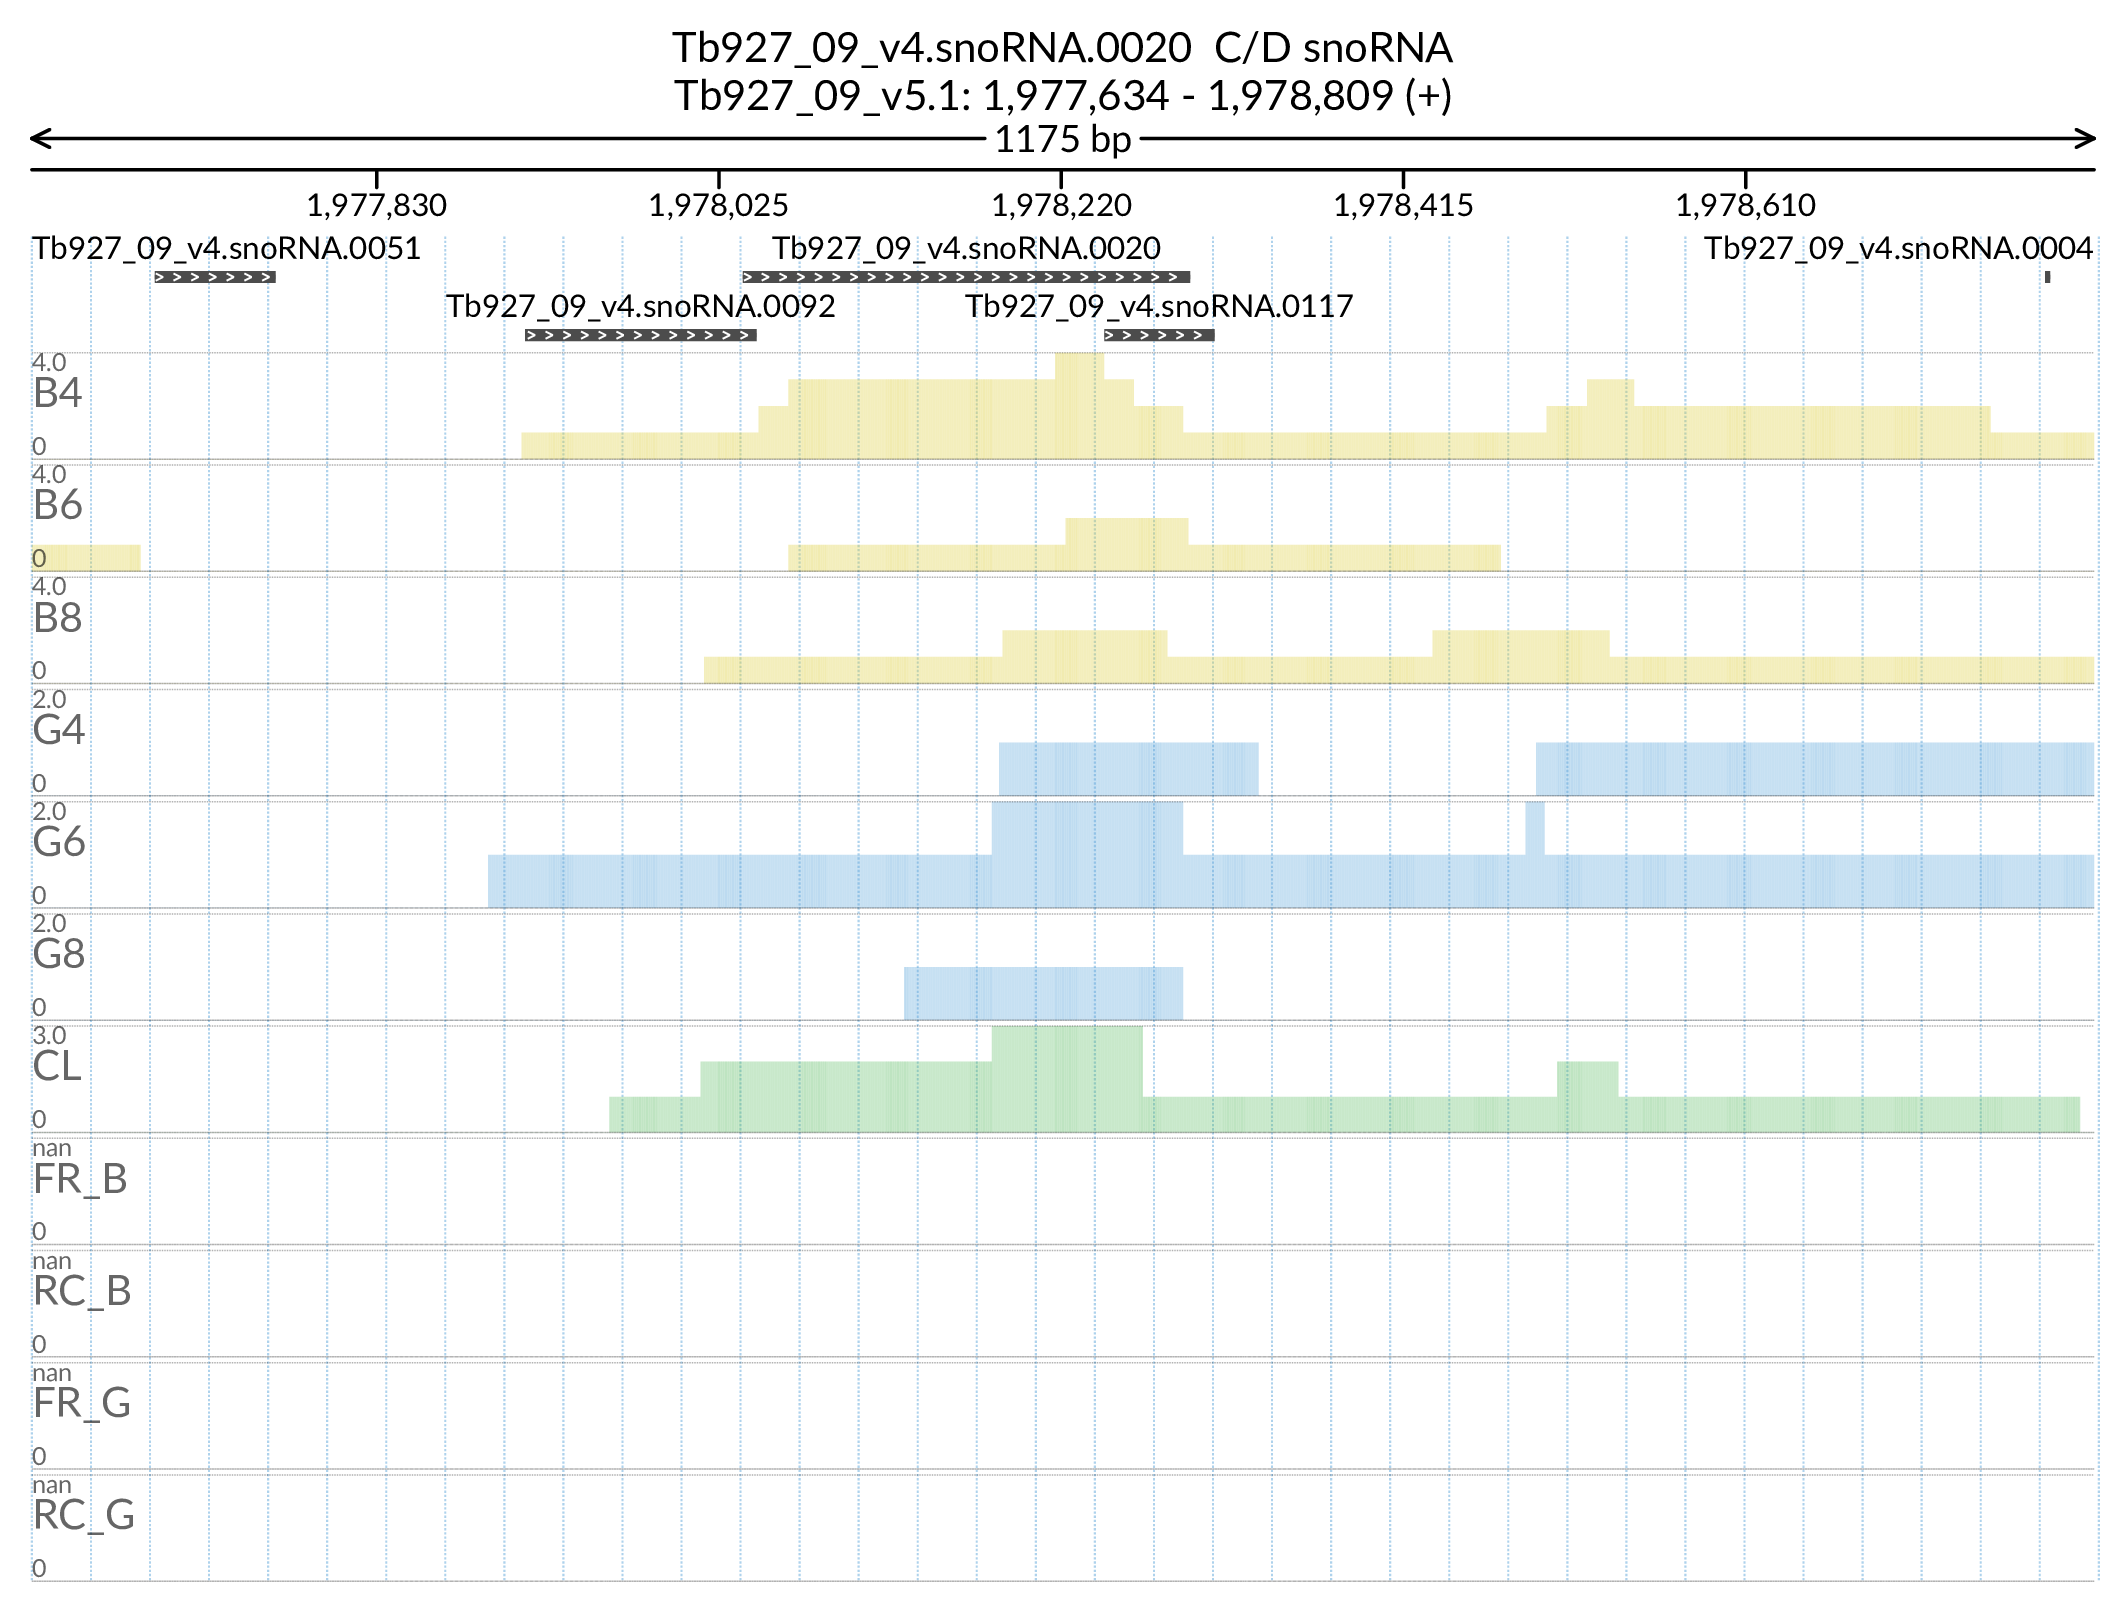 Tb927_09_v4.snoRNA.0020  C/D snoRNA
Tb927_09_v5.1: 1,977,634 - 1,978,809 (+)
1175 bp
1,977,830 1,978,025 1,978,220 1,978,415 1,978,610
Tb927_09_v4.snoRNA.0051 Tb927_09_v4.snoRNA.0020 Tb927_09_v4.snoRNA.0004
Tb927_09_v4.snoRNA.0092 Tb927_09_v4.snoRNA.0117
4.0
B4
0
4.0
B6
0
4.0
B8
0
2.0
G4
0
2.0
G6
0
2.0
G8
0
3.0
CL
0
nan
FR_B
0
nan
RC_B
0
nan
FR_G
0
nan
RC_G
0